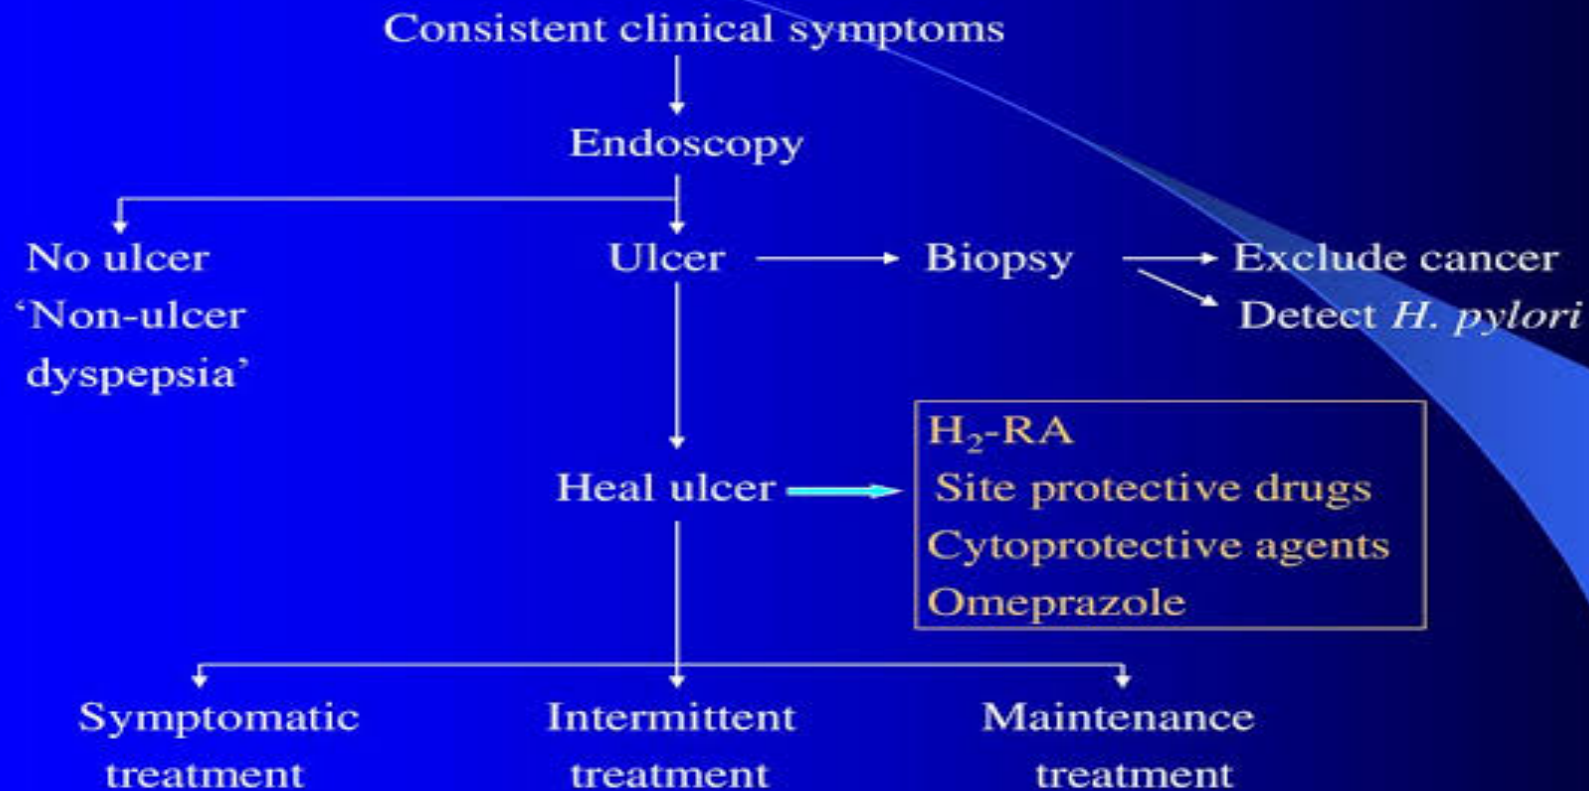 Consistent clinical symptoms
Endoscopy
No ulcer
‘Non-ulcer
dyspepsia’
Ulcer
Biopsy
Exclude cancer
Detect H. pylori
Heal ulcer
H₂-RA
Site protective drugs
Cytoprotective agents
Omeprazole
Symptomatic
treatment
Intermittent
treatment
Maintenance
treatment